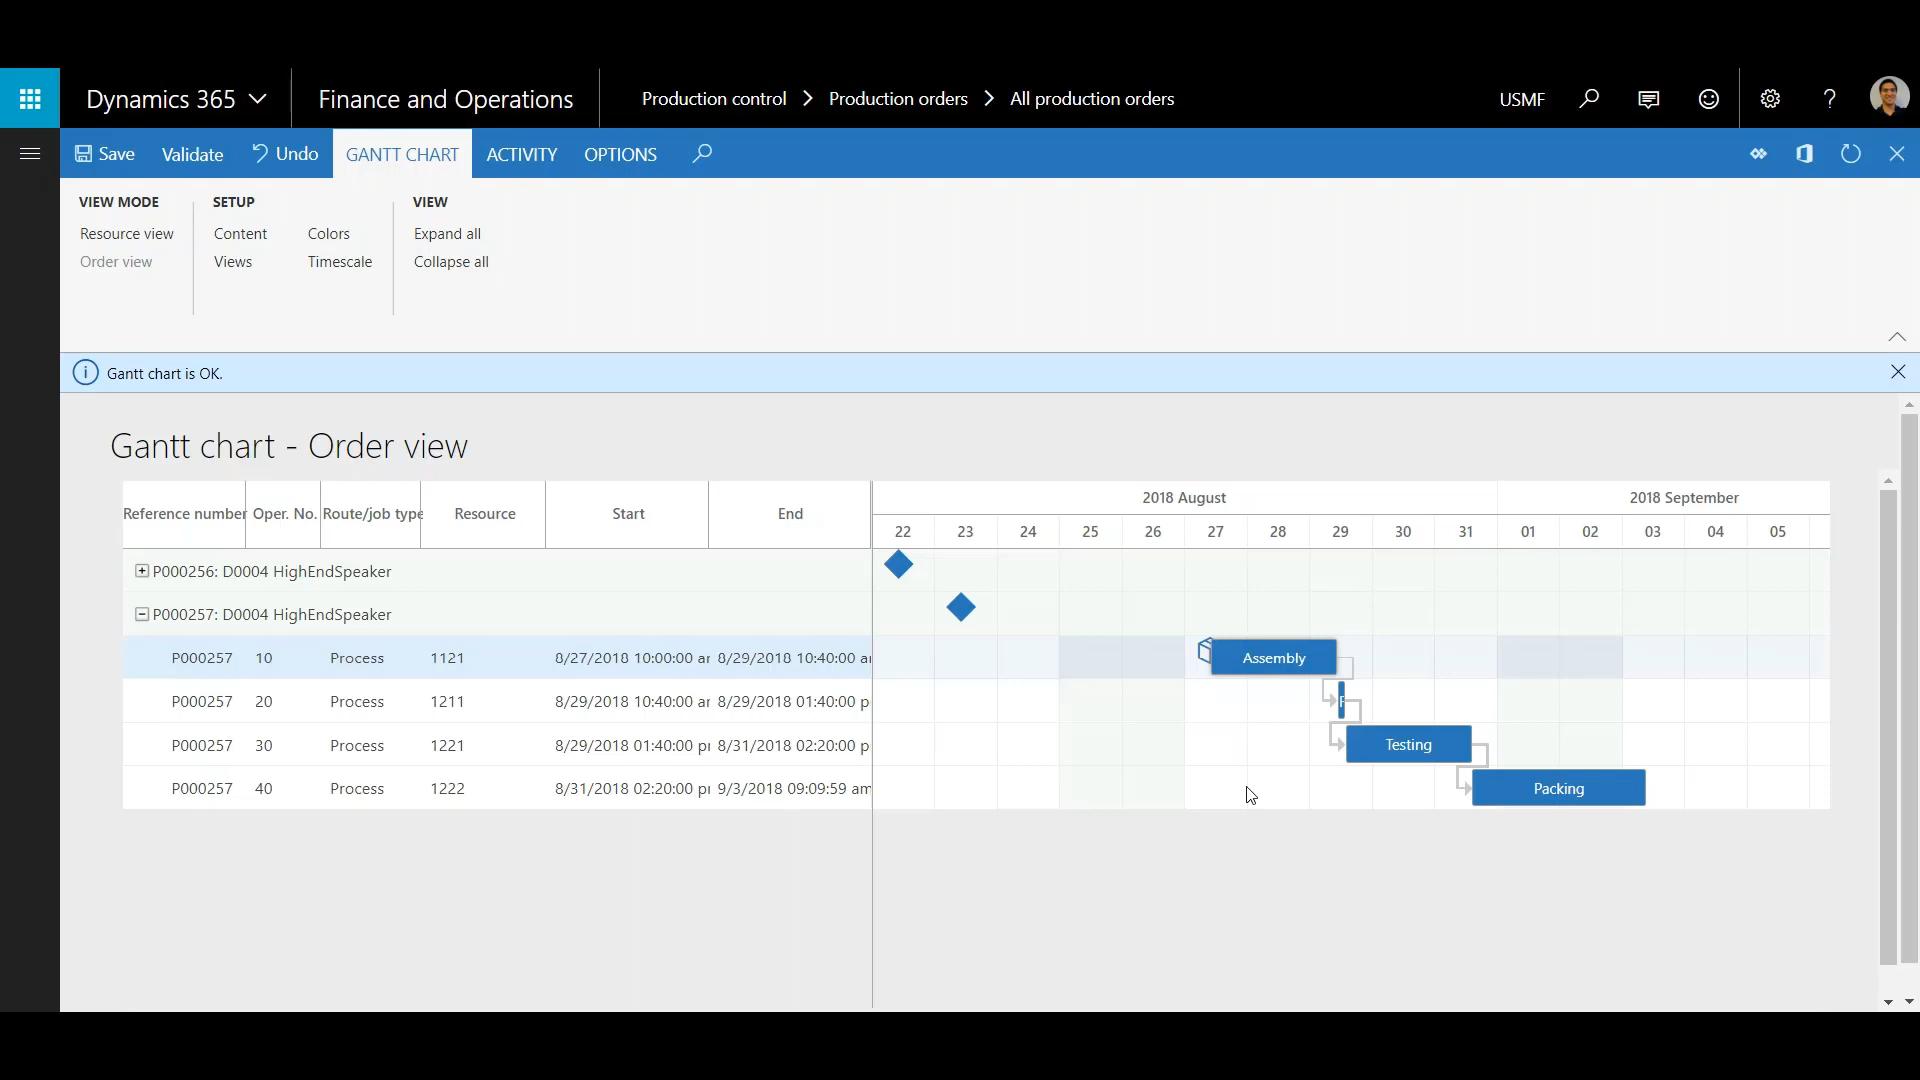 Dynamics 365 Finance and Operations Production control Production orders All production orders USMF ?
Save Validate Undo GANTT CHART ACTIVITY OPTIONS
VIEW MODE SETUP VIEW
Resource view Content Colors Expand all
Order view Views Timescale Collapse all
Gantt chart is OK.
Gantt chart - Order view
2018 August 2018 September
Reference number Oper. No. Route/job type Resource Start End
22 23 24 25 26 27 28 29 30 31 01 02 03 04 05
P000256: D0004 HighEndSpeaker
P000257: D0004 HighEndSpeaker
P000257 10 Process 1121 8/27/2018 10:00:00 ar 8/29/2018 10:40:00 ar Assembly
P000257 20 Process 1211 8/29/2018 10:40:00 ar 8/29/2018 01:40:00 p
P000257 30 Process 1221 8/29/2018 01:40:00 pr 8/31/2018 02:20:00 p Testing
P000257 40 Process 1222 8/31/2018 02:20:00 pr 9/3/2018 09:09:59 am Packing